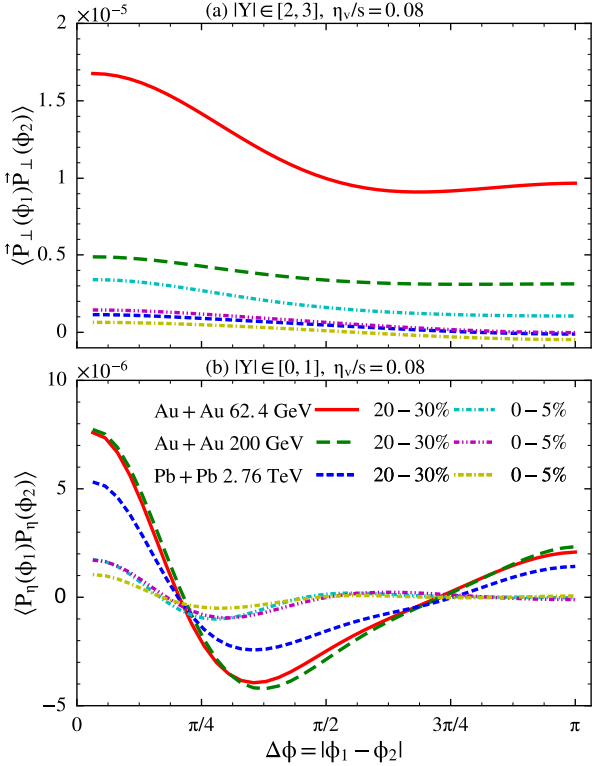 ×10⁻⁵ (a) |Y| ∈ [2, 3], η_v/s = 0.08
2
1.5
1
0.5
0
⟨P⃗_⊥(ϕ₁)P⃗_⊥(ϕ₂)⟩
×10⁻⁶ (b) |Y| ∈ [0, 1], η_v/s = 0.08
10
5
0
−5
⟨P_η(ϕ₁)P_η(ϕ₂)⟩
Au + Au 62.4 GeV 20 − 30% 0 − 5%
Au + Au 200 GeV 20 − 30% 0 − 5%
Pb + Pb 2.76 TeV 20 − 30% 0 − 5%
0 π/4 π/2 3π/4 π
Δϕ = |ϕ₁ − ϕ₂|